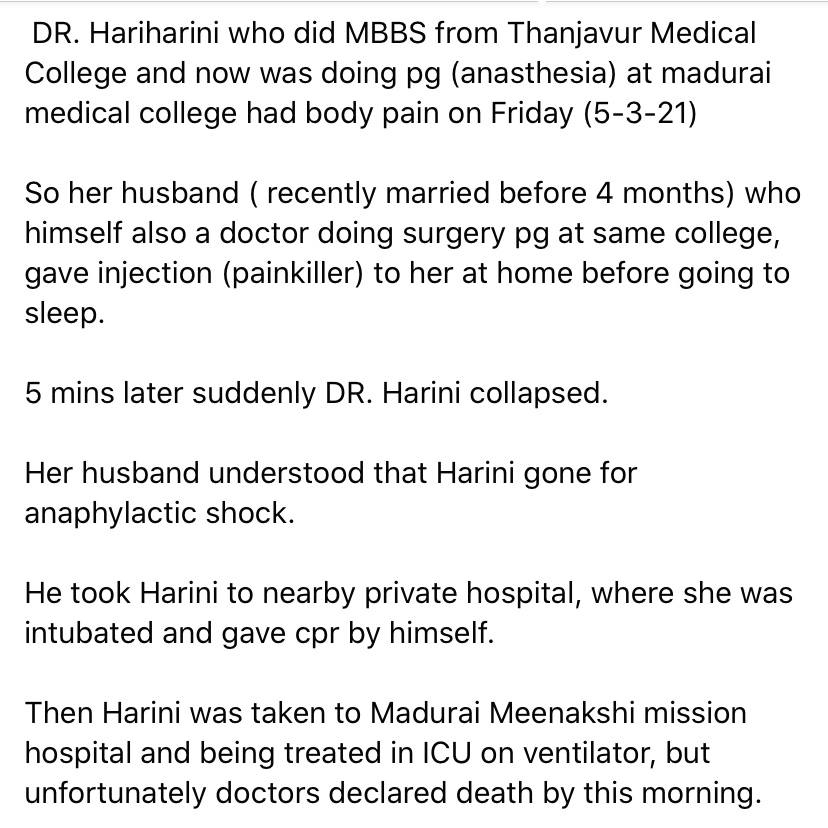 DR. Hariharini who did MBBS from Thanjavur Medical
College and now was doing pg (anasthesia) at madurai
medical college had body pain on Friday (5-3-21)
So her husband ( recently married before 4 months) who
himself also a doctor doing surgery pg at same college,
gave injection (painkiller) to her at home before going to
sleep.
5 mins later suddenly DR. Harini collapsed.
Her husband understood that Harini gone for
anaphylactic shock.
He took Harini to nearby private hospital, where she was
intubated and gave cpr by himself.
Then Harini was taken to Madurai Meenakshi mission
hospital and being treated in ICU on ventilator, but
unfortunately doctors declared death by this morning.